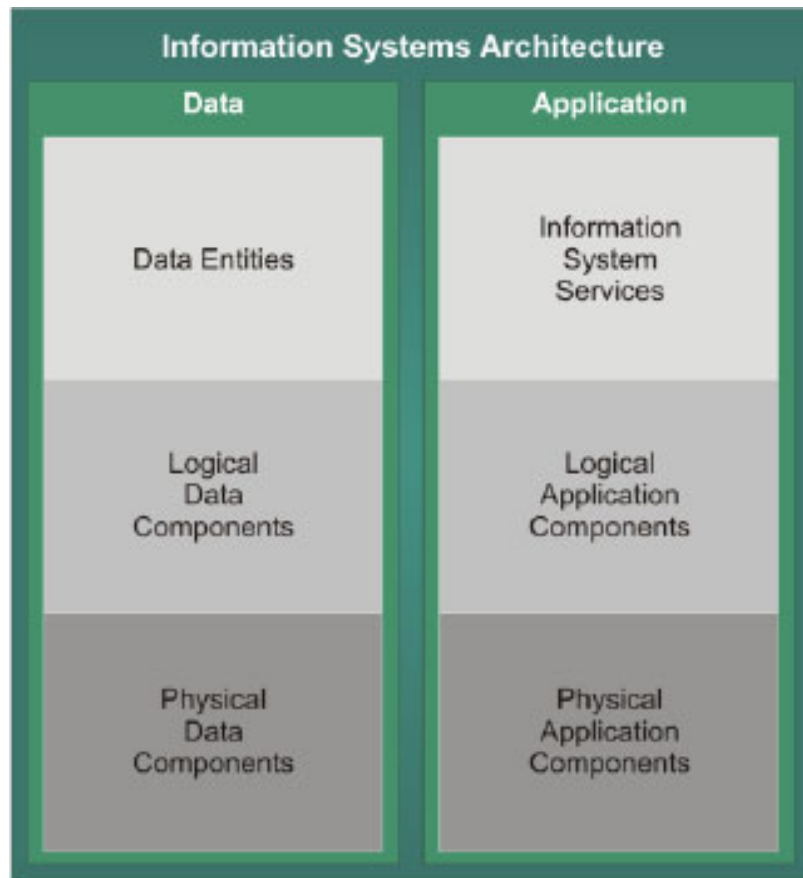 Information Systems Architecture
Data
Data Entities
Logical
Data
Components
Physical
Data
Components
Application
Information
System
Services
Logical
Application
Components
Physical
Application
Components